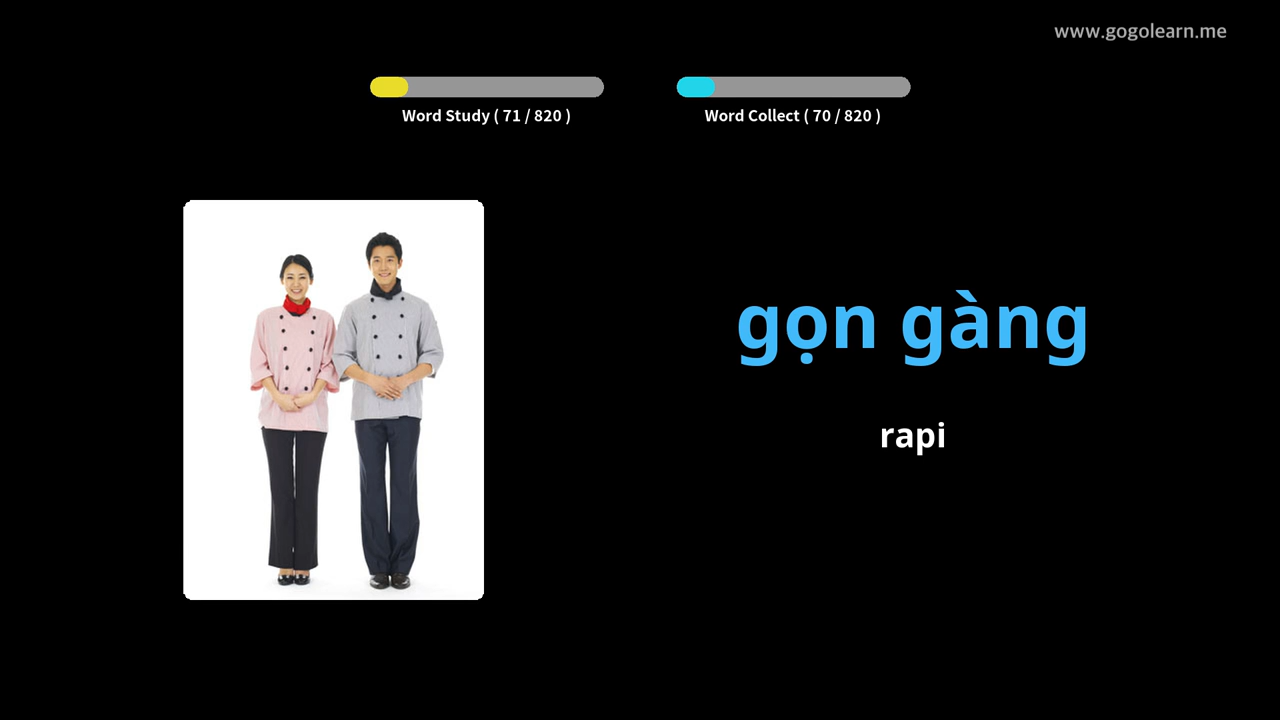 www.gogolearn.me
Word Study ( 71 / 820 )
Word Collect ( 70 / 820 )
gọn gàng
rapi